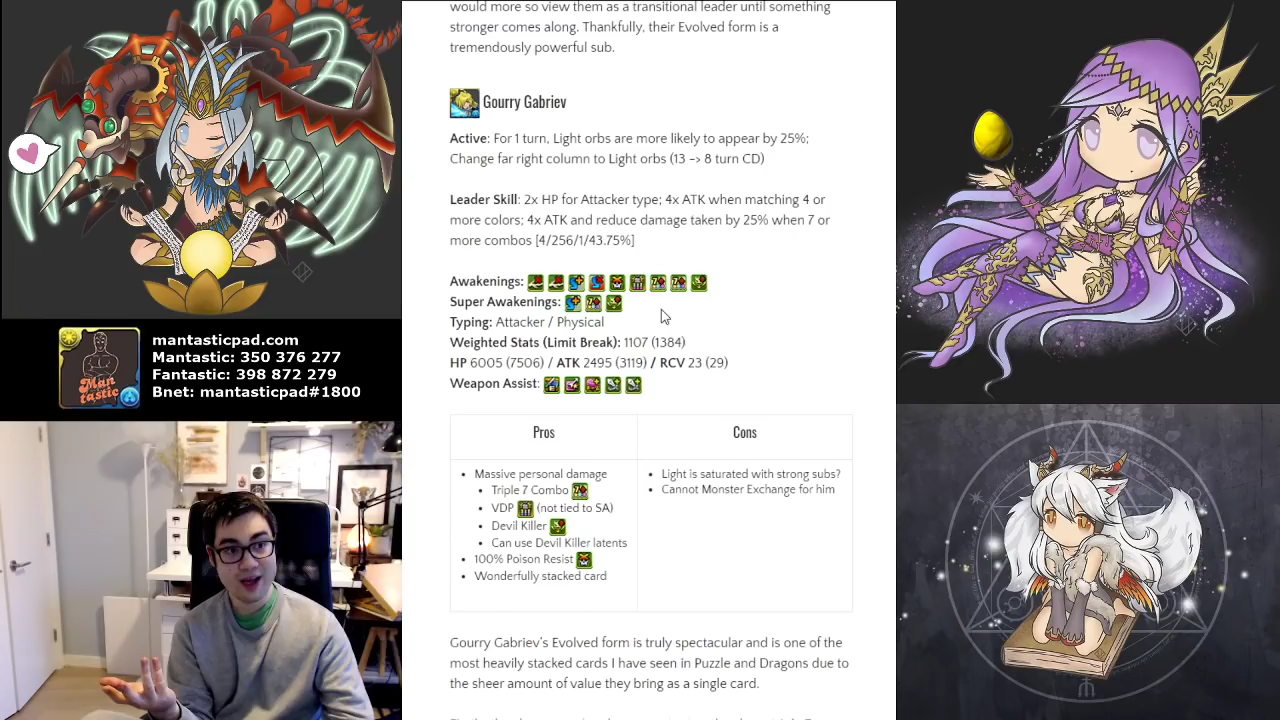 would more so view them as a transitional leader until something
stronger comes along. Thankfully, their Evolved form is a
tremendously powerful sub.
Gourry Gabriev
Active: For 1 turn, Light orbs are more likely to appear by 25%;
Change far right column to Light orbs (13 -> 8 turn CD)
Leader Skill: 2x HP for Attacker type; 4x ATK when matching 4 or
more colors; 4x ATK and reduce damage taken by 25% when 7 or
more combos [4/256/1/43.75%]
Awakenings:
Super Awakenings:
Typing: Attacker / Physical
Weighted Stats (Limit Break): 1107 (1384)
HP 6005 (7506) / ATK 2495 (3119) / RCV 23 (29)
Weapon Assist:
Pros
Cons
Massive personal damage
Triple 7 Combo
VDP (not tied to SA)
Devil Killer
Can use Devil Killer latents
100% Poison Resist
Wonderfully stacked card
Light is saturated with strong subs?
Cannot Monster Exchange for him
Gourry Gabriev's Evolved form is truly spectacular and is one of the
most heavily stacked cards I have seen in Puzzle and Dragons due to
the sheer amount of value they bring as a single card.
Man
tastic
mantasticpad.com
Mantastic: 350 376 277
Fantastic: 398 872 279
Bnet: mantasticpad#1800